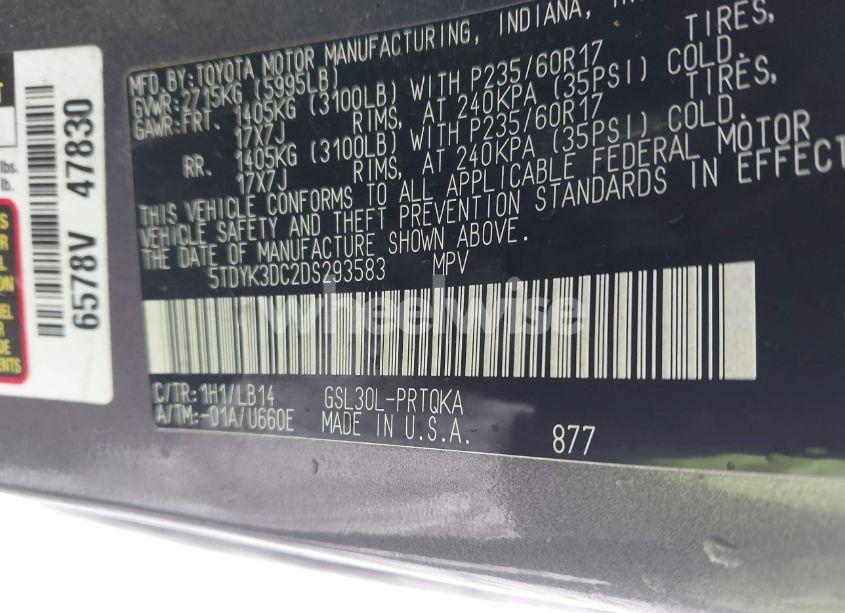 MFD.BY:TOYOTA MOTOR MANUFACTURING, INDIANA,
GVWR:2715KG (5995LB)
GAWR:FRT. 1405KG (3100LB) WITH P235/60R17 TIRES,
17X7J RIMS, AT 240KPA (35PSI) COLD.
RR. 1405KG (3100LB) WITH P235/60R17 TIRES,
17X7J RIMS, AT 240KPA (35PSI) COLD.
THIS VEHICLE CONFORMS TO ALL APPLICABLE FEDERAL MOTOR
VEHICLE SAFETY AND THEFT PREVENTION STANDARDS IN EFFECT
THE DATE OF MANUFACTURE SHOWN ABOVE.
5TDYK3DC2DS293583 MPV
wheelwise
C/TR:1H1/LB14 GSL30L-PRTQKA
A/TM:-01A/U660E MADE IN U.S.A.
877
6578V 47830
lbs.
lb.